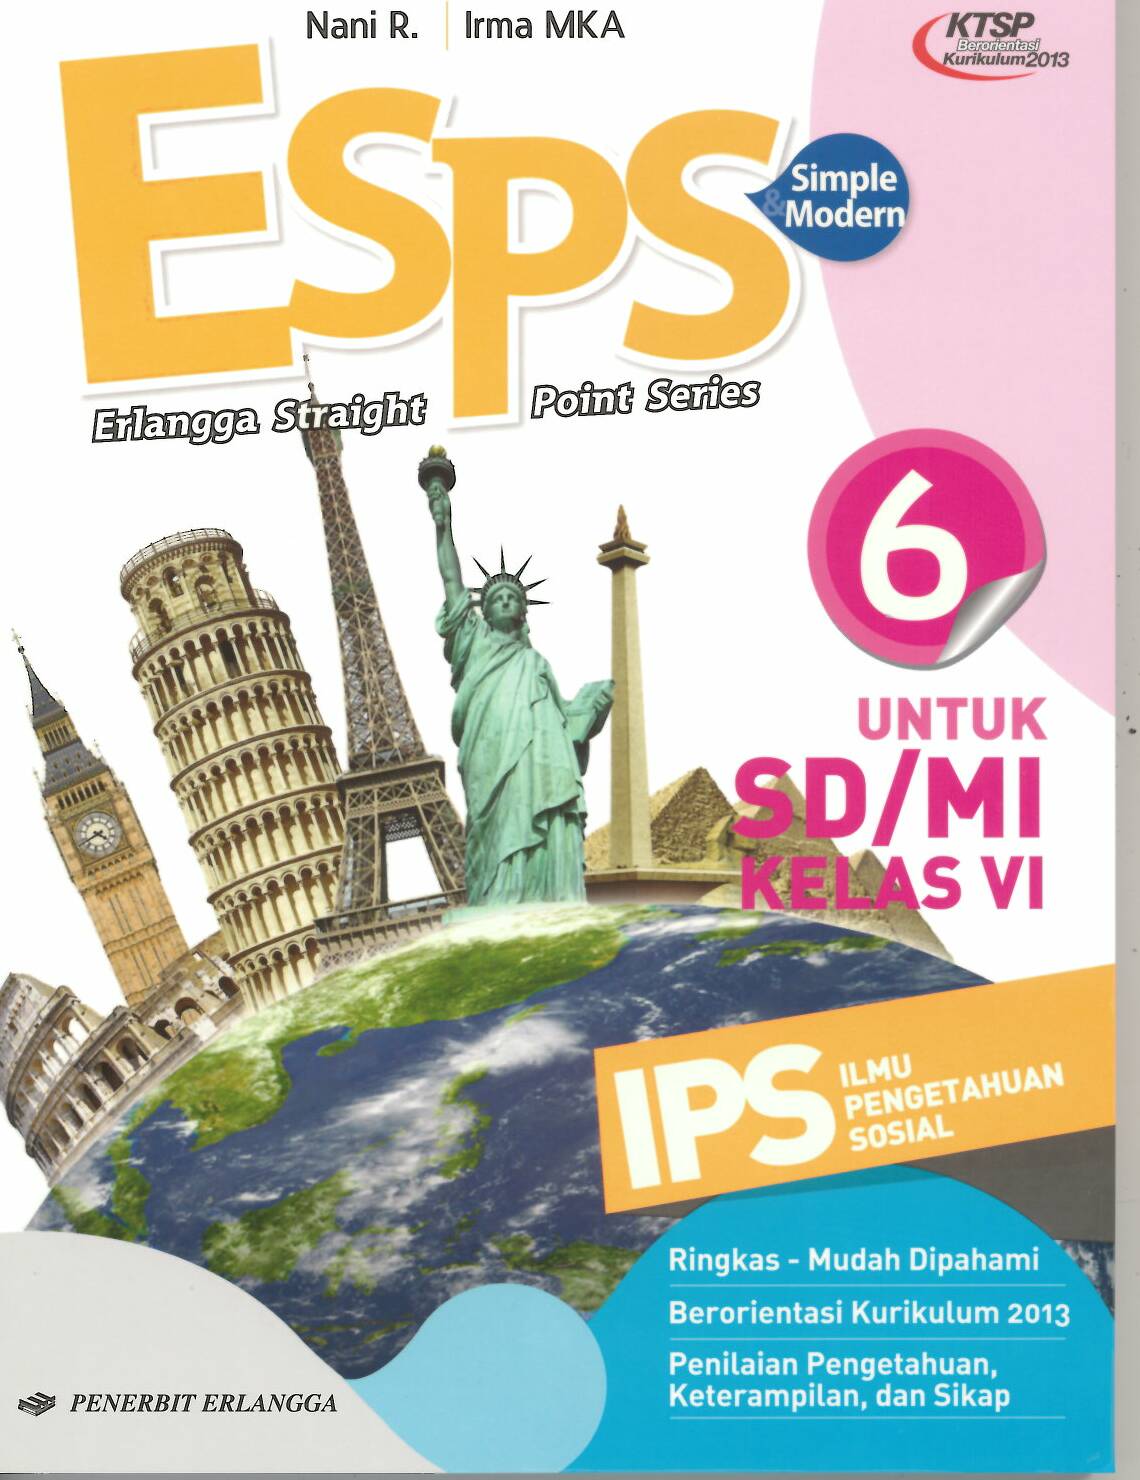 Nani R. | Irma MKA
KTSP
Berorientasi
Kurikulum2013
ESPS
Simple
&Modern
Erlangga Straight Point Series
6
UNTUK
SD/MI
KELAS VI
IPS
ILMU
PENGETAHUAN
SOSIAL
Ringkas - Mudah Dipahami
Berorientasi Kurikulum 2013
Penilaian Pengetahuan,
Keterampilan, dan Sikap
PENERBIT ERLANGGA